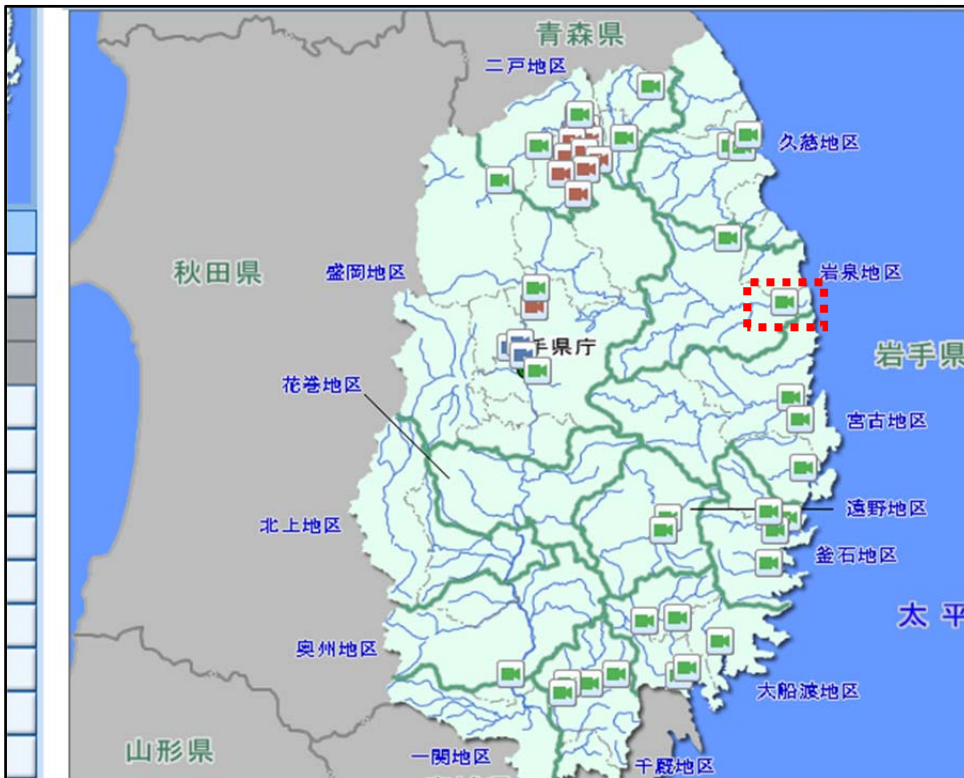 青森県
二戸地区
久慈地区
秋田県
盛岡地区
岩泉地区
手県庁
岩手県
花巻地区
宮古地区
北上地区
遠野地区
釜石地区
太平
奥州地区
大船渡地区
山形県
一関地区
千厩地区